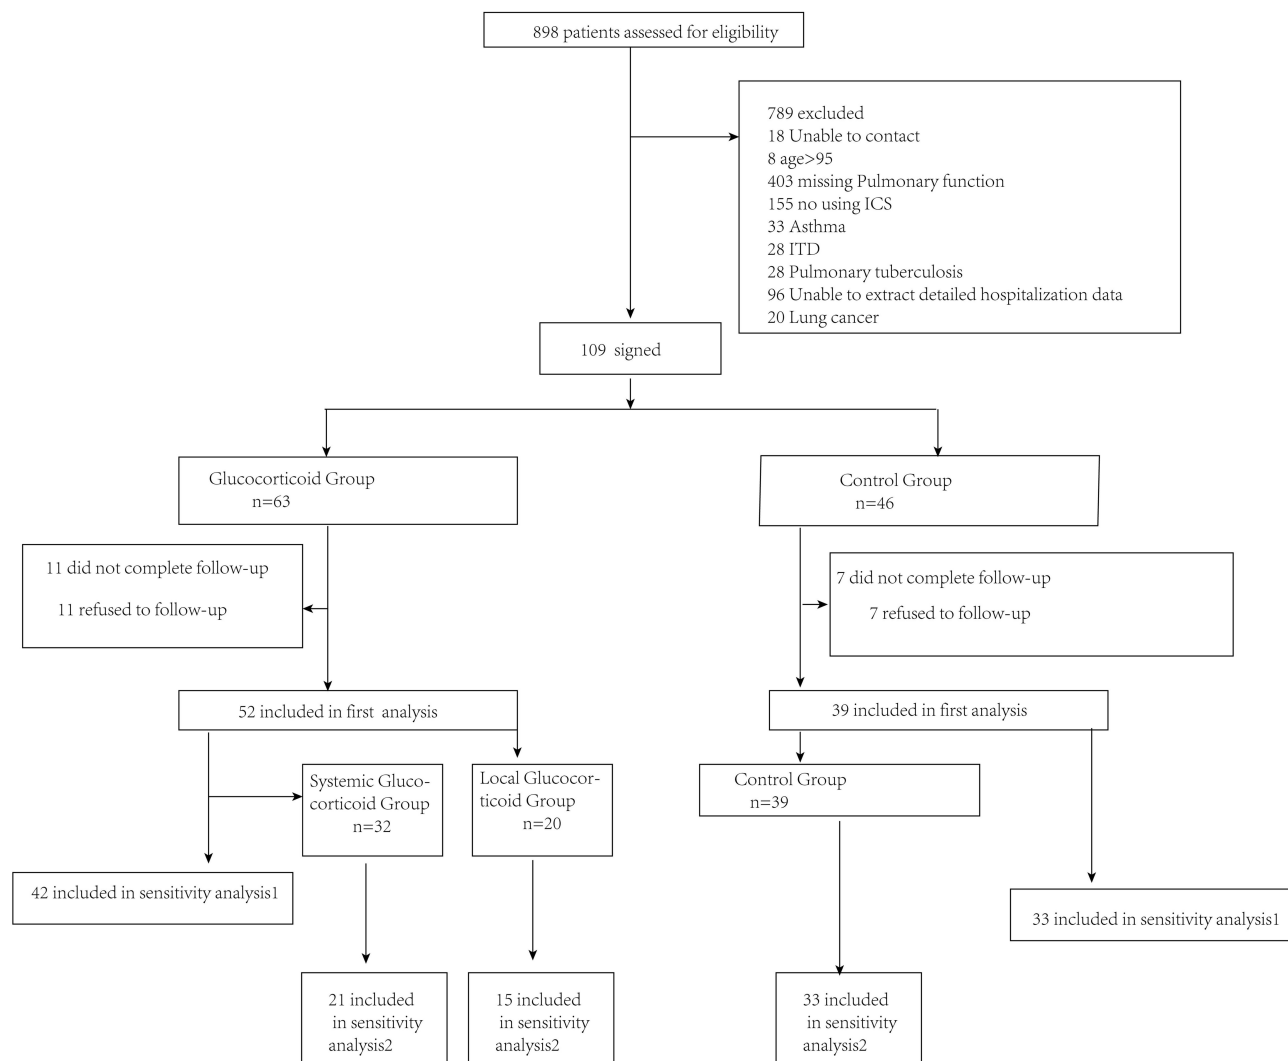 898 patients assessed for eligibility
789 excluded
18 Unable to contact
8 age>95
403 missing Pulmonary function
155 no using ICS
33 Asthma
28 ITD
28 Pulmonary tuberculosis
96 Unable to extract detailed hospitalization data
20 Lung cancer
109 signed
Glucocorticoid Group
n=63
Control Group
n=46
11 did not complete follow-up
11 refused to follow-up
7 did not complete follow-up
7 refused to follow-up
52 included in first analysis
39 included in first analysis
Systemic Gluco-
corticoid Group
n=32
Local Glucocor-
ticoid Group
n=20
Control Group
n=39
42 included in sensitivity analysis1
33 included in sensitivity analysis1
21 included
in sensitivity
analysis2
15 included
in sensitivity
analysis2
33 included
in sensitivity
analysis2